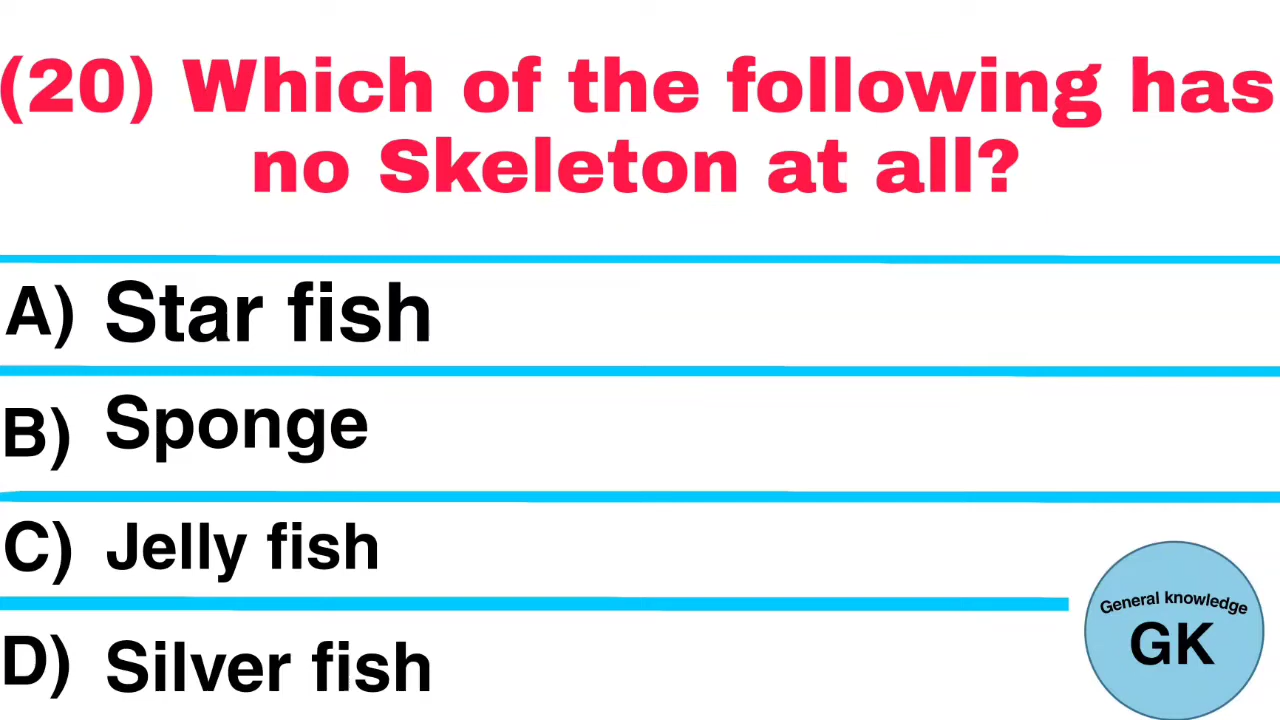 (20) Which of the following has
no Skeleton at all?
A) Star fish
B) Sponge
C) Jelly fish
D) Silver fish
General knowledge
GK